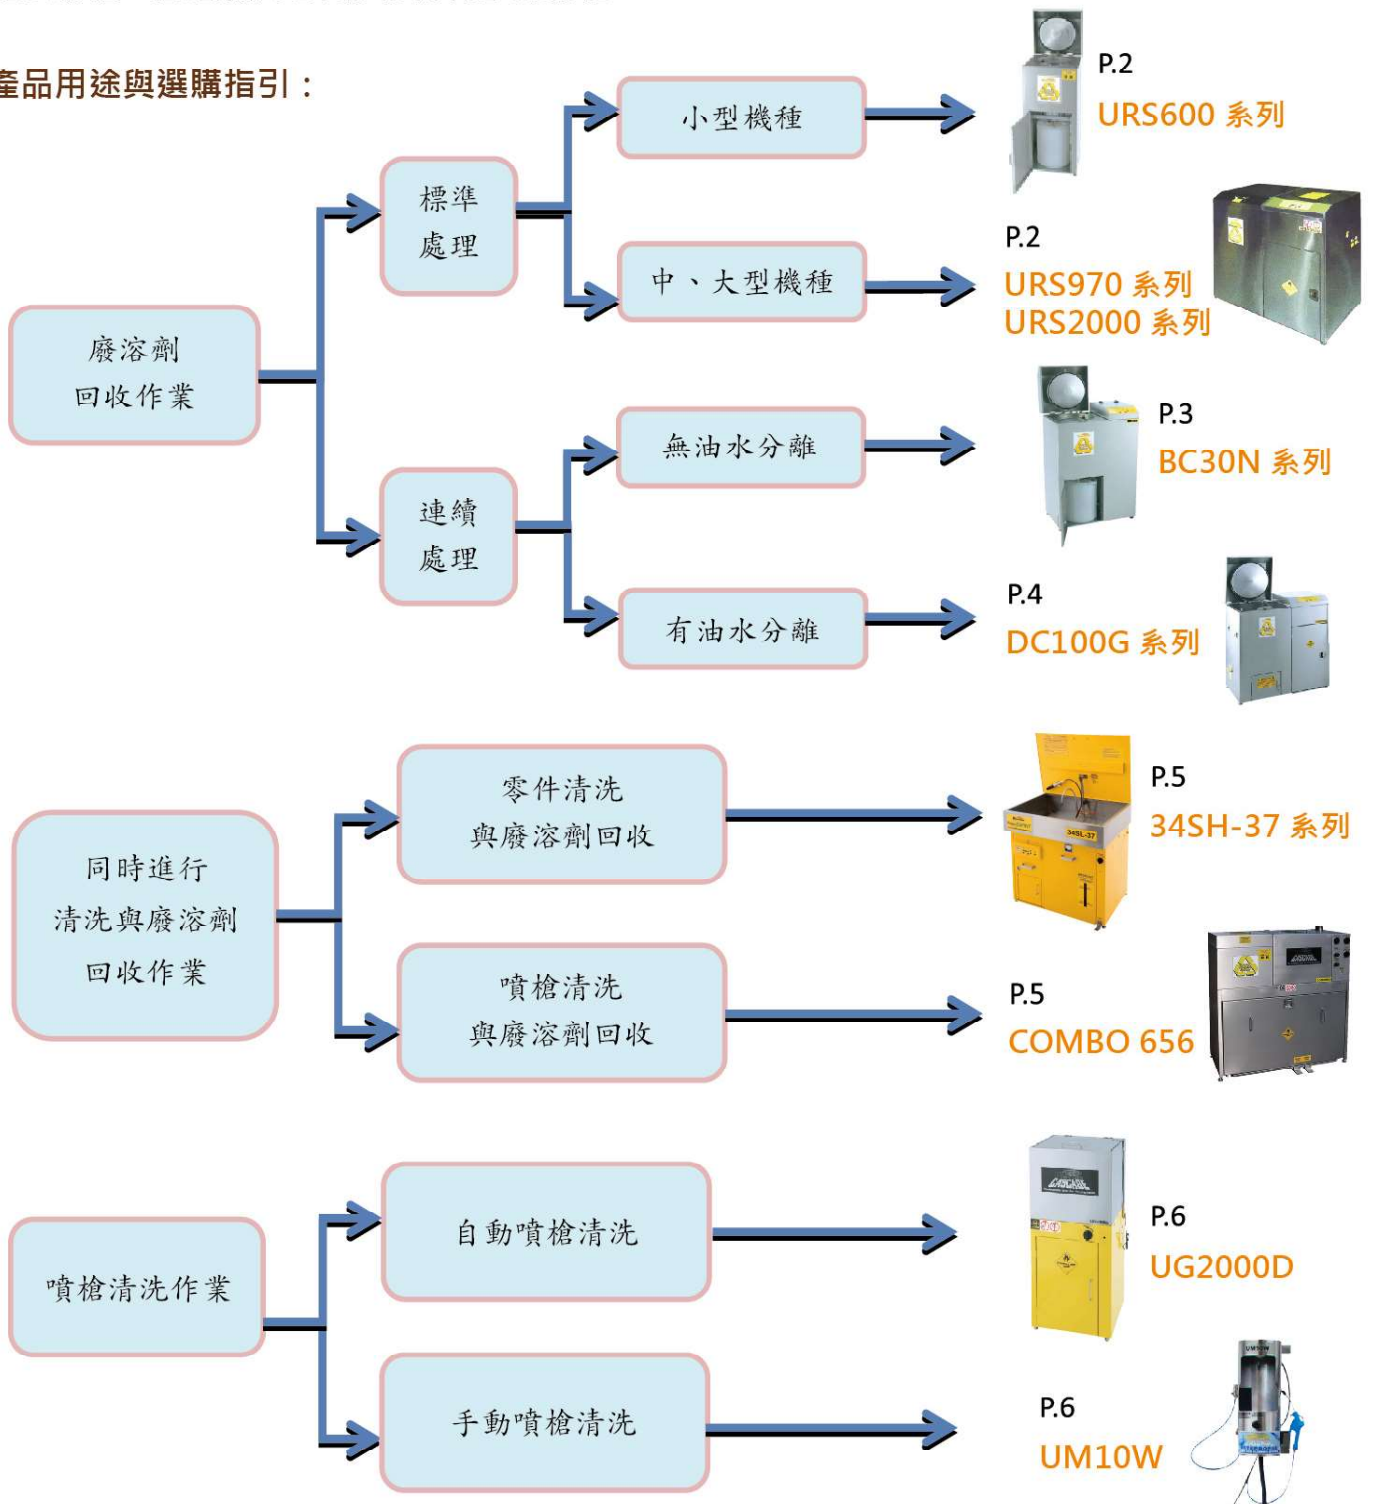 產品用途與選購指引：
廢溶劑
回收作業
標準
處理
小型機種
P.2
URS600 系列
中、大型機種
P.2
URS970 系列
URS2000 系列
連續
處理
無油水分離
P.3
BC30N 系列
有油水分離
P.4
DC100G 系列
同時進行
清洗與廢溶劑
回收作業
零件清洗
與廢溶劑回收
P.5
34SH-37 系列
34SL-37
噴槍清洗
與廢溶劑回收
P.5
COMBO 656
噴槍清洗作業
自動噴槍清洗
P.6
UG2000D
手動噴槍清洗
P.6
UM10W
UM10W